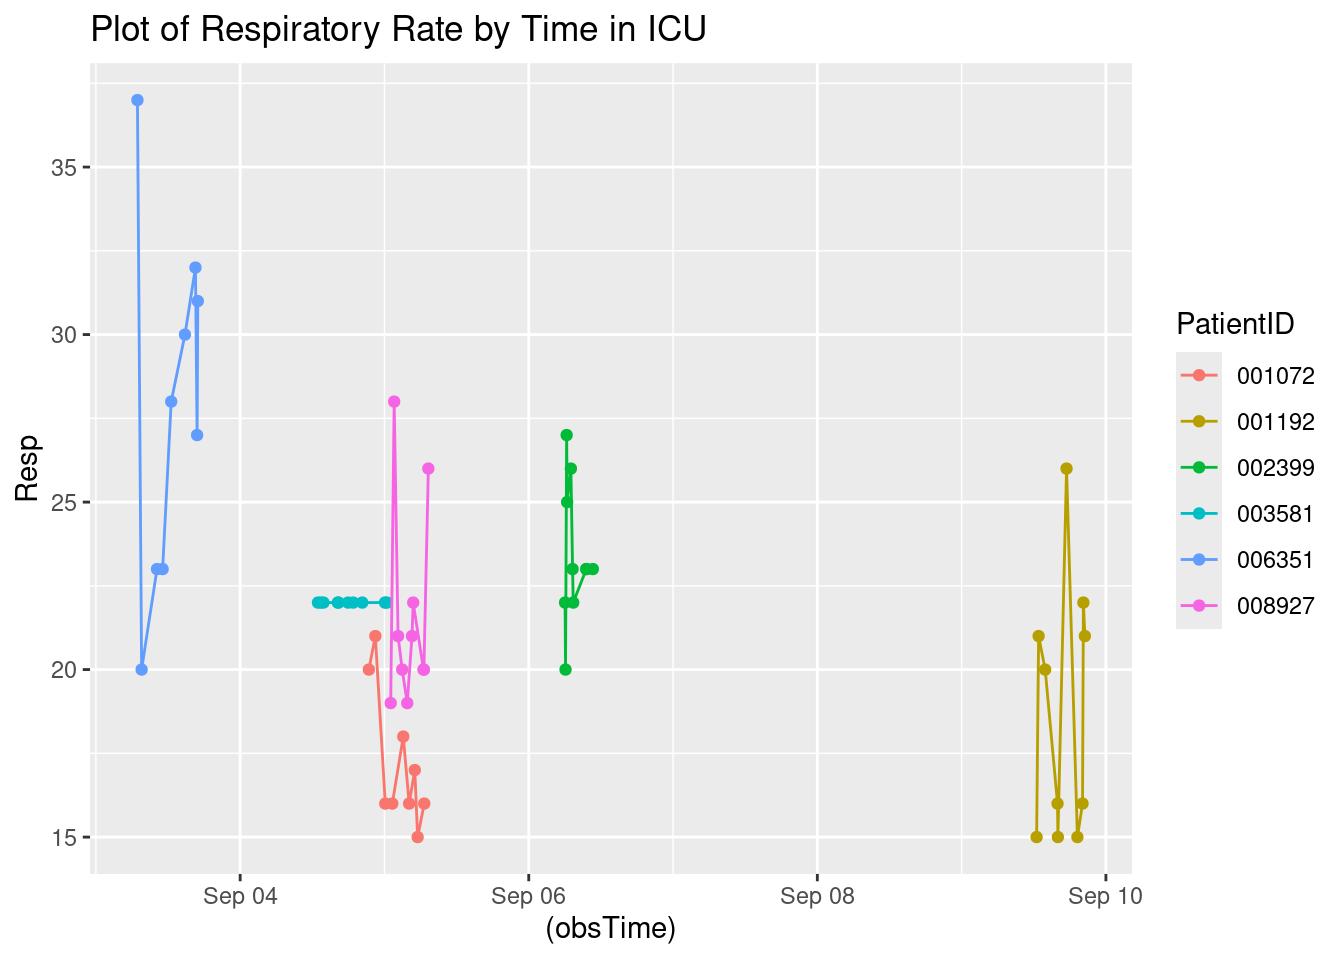 Plot of Respiratory Rate by Time in ICU
35
30
25
20
15
Resp
Sep 04
Sep 06
Sep 08
Sep 10
(obsTime)
PatientID
001072
001192
002399
003581
006351
008927